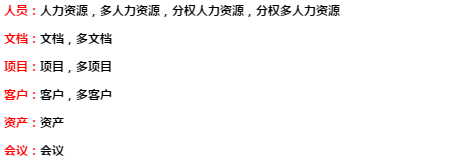 人员：人力资源，多人力资源，分权人力资源，分权多人力资源
文档：文档，多文档
项目：项目，多项目
客户：客户，多客户
资产：资产
会议：会议